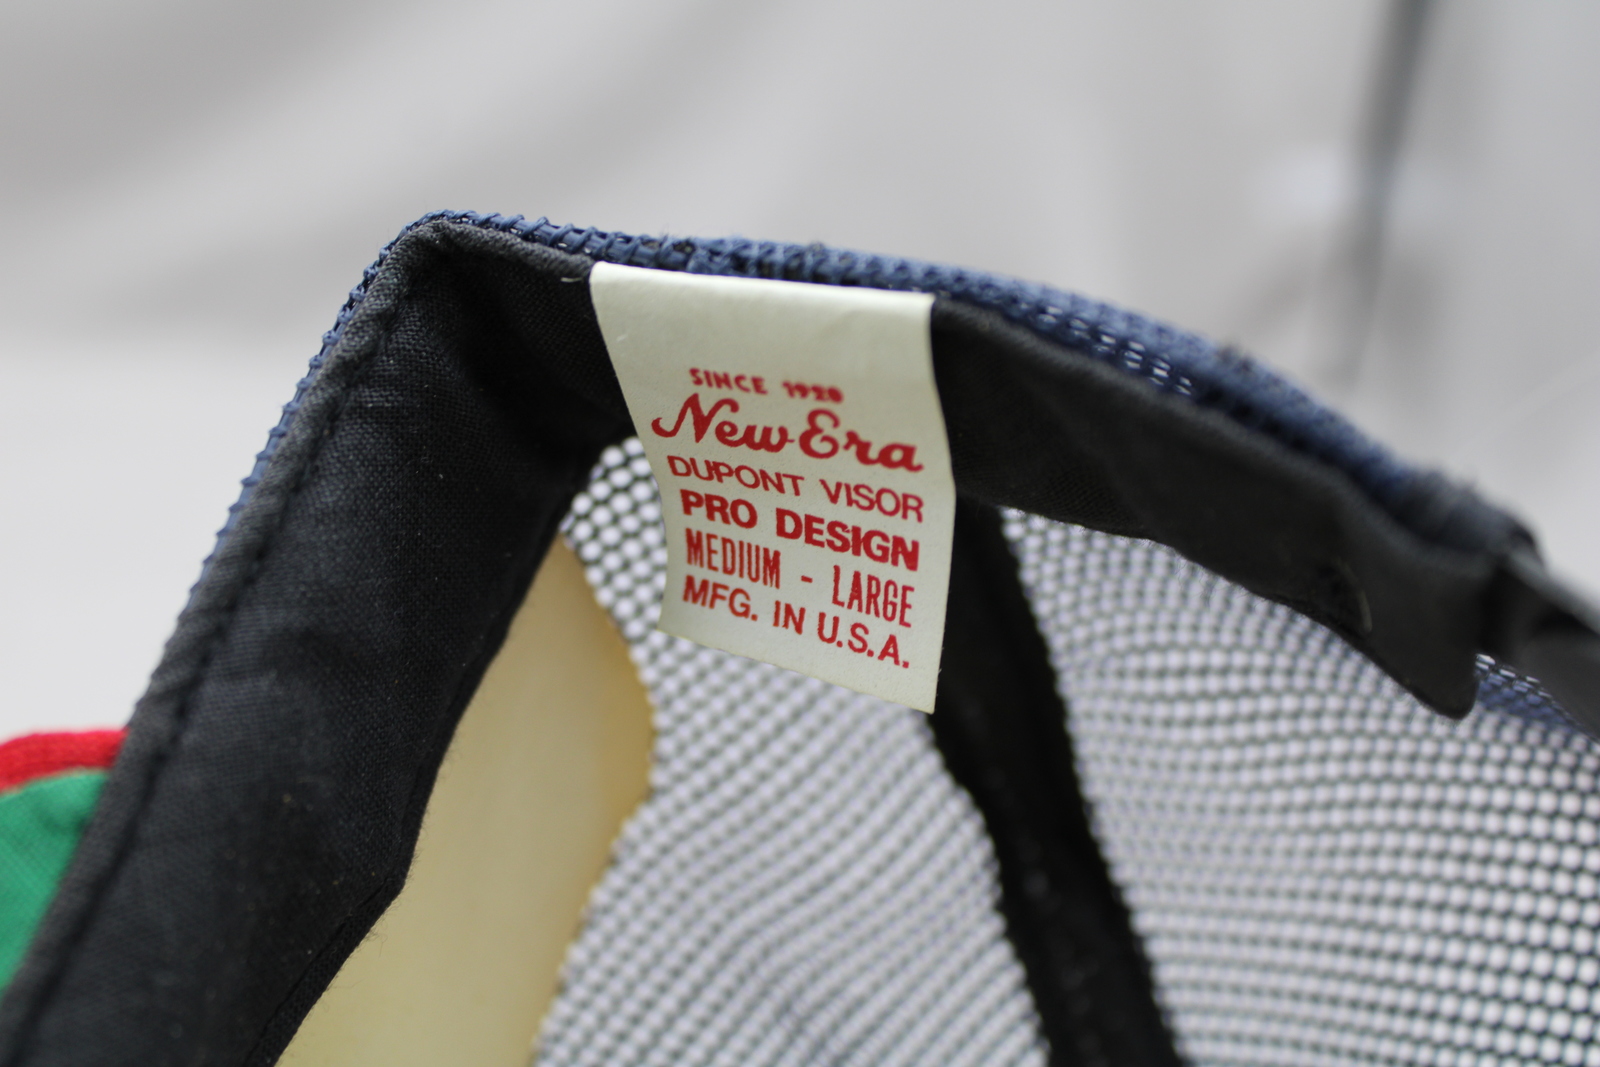 SINCE 1920
New Era
DUPONT VISOR
PRO DESIGN
MEDIUM - LARGE
MFG. IN U.S.A.